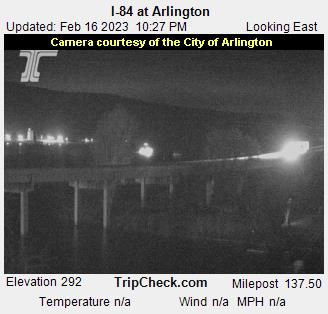 I-84 at Arlington
Updated: Feb 16 2023 10:27 PM Looking East
Camera courtesy of the City of Arlington
Elevation 292 TripCheck.com Milepost 137.50
Temperature n/a Wind n/a MPH n/a